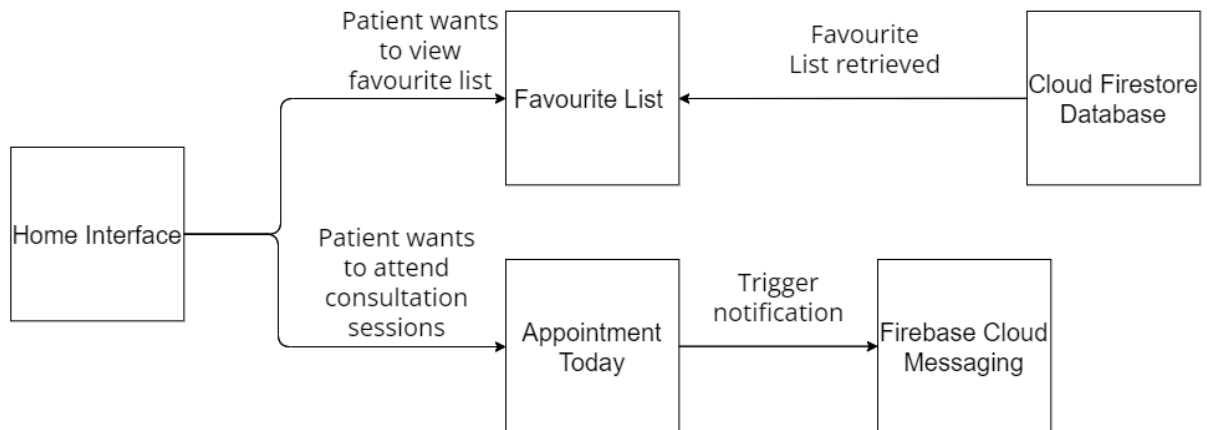 Patient wants
to view
favourite list
Favourite List
Favourite
List retrieved
Cloud Firestore
Database
Home Interface
Patient wants
to attend
consultation
sessions
Appointment
Today
Trigger
notification
Firebase Cloud
Messaging